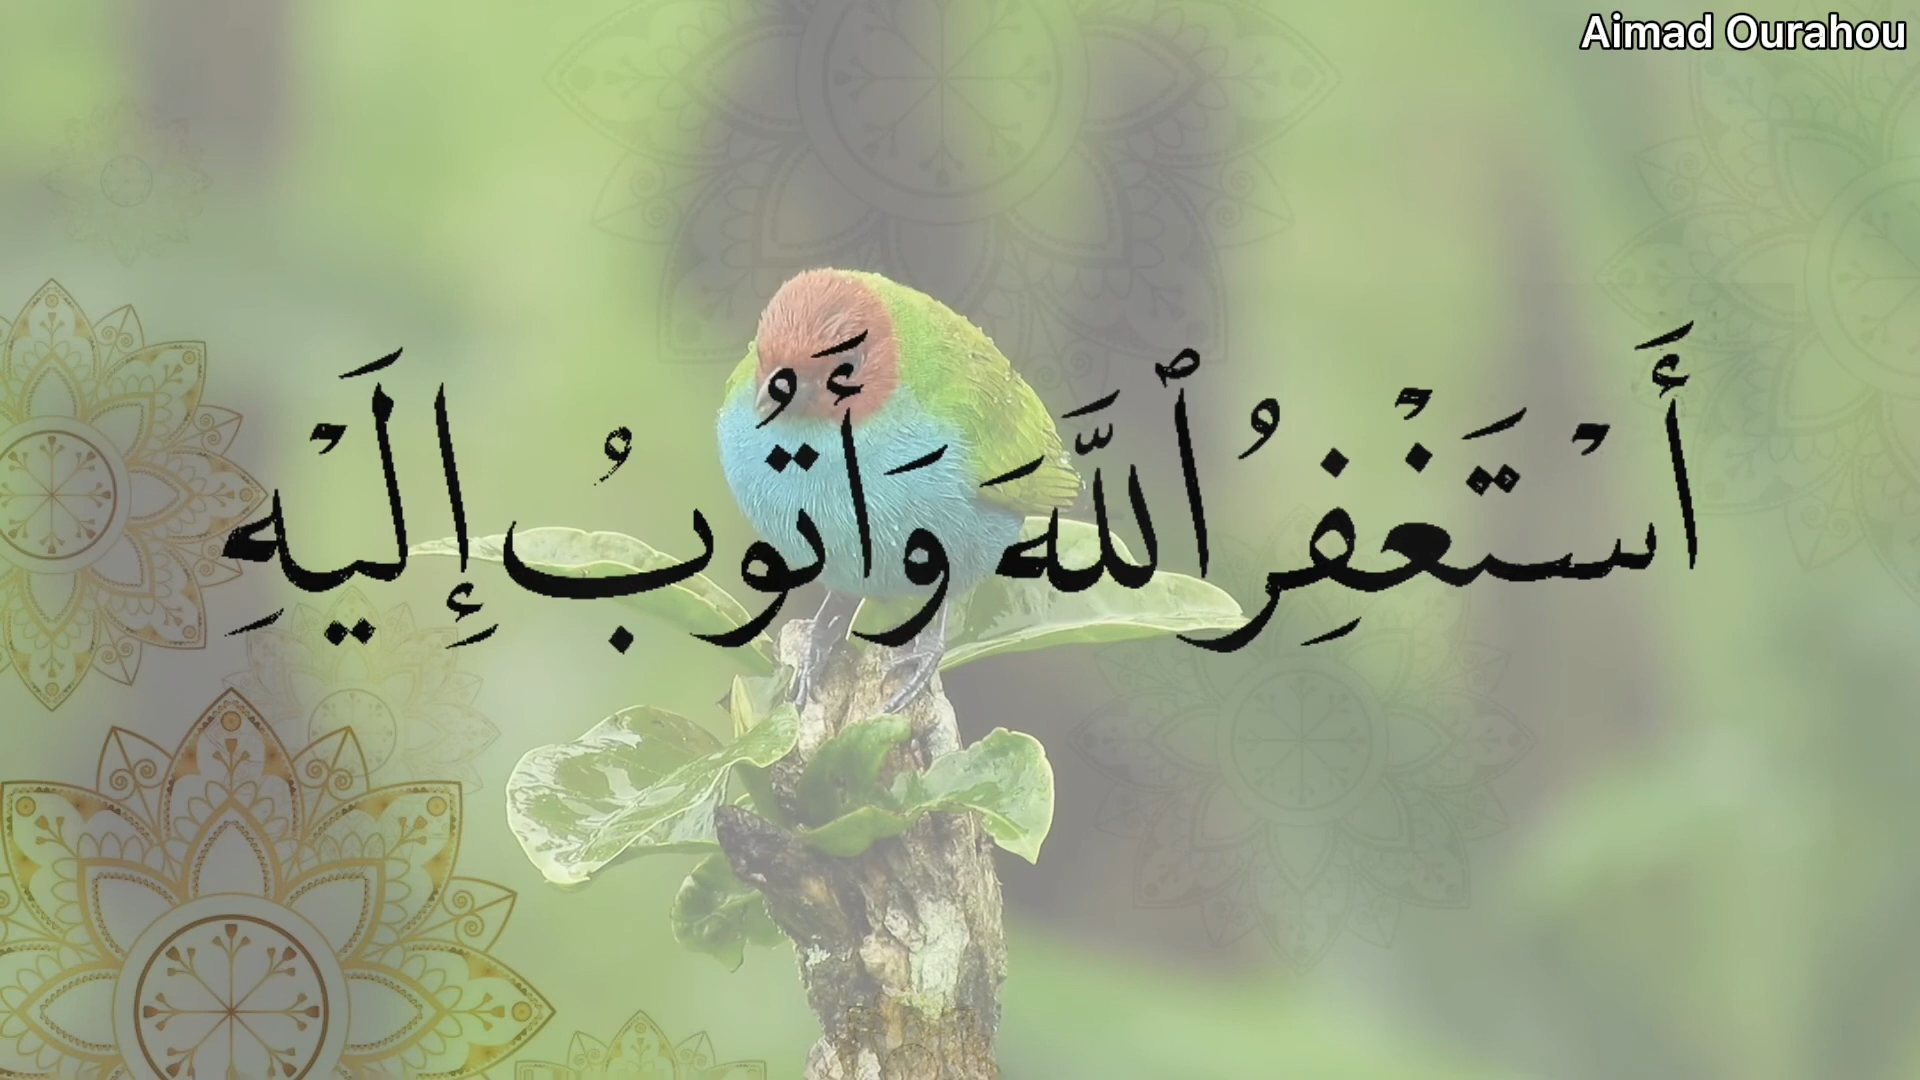 Aimad Ourahou
أَسْتَغْفِرُ ٱللَّهَ وَأَتُوبُ إِلَيْهِ